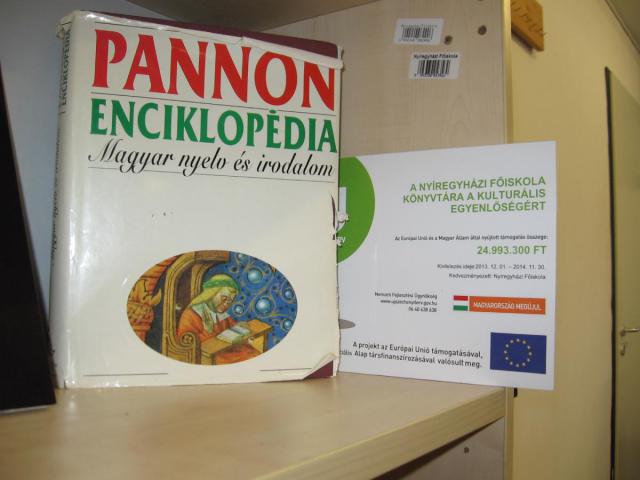 PANNON
ENCIKLOPÉDIA
Magyar nyelv és irodalom
ENCIKLOPÉDIA
Nyíregyházi Főiskola
A NYÍREGYHÁZI FŐISKOLA
KÖNYVTÁRA A KULTURÁLIS
EGYENLŐSÉGÉRT
Az Európai Unió és a Magyar Állam által nyújtott támogatás összege:
24.993.300 FT
Kivitelezés ideje: 2013. 12. 01. – 2014. 11. 30.
Kedvezményezett: Nyíregyházi Főiskola
Nemzeti Fejlesztési Ügynökség
www.ujszechenyiterv.gov.hu
06 40 638 638
MAGYARORSZÁG MEGÚJUL
A projekt az Európai Unió támogatásával,
Alap társfinanszírozásával valósult meg.